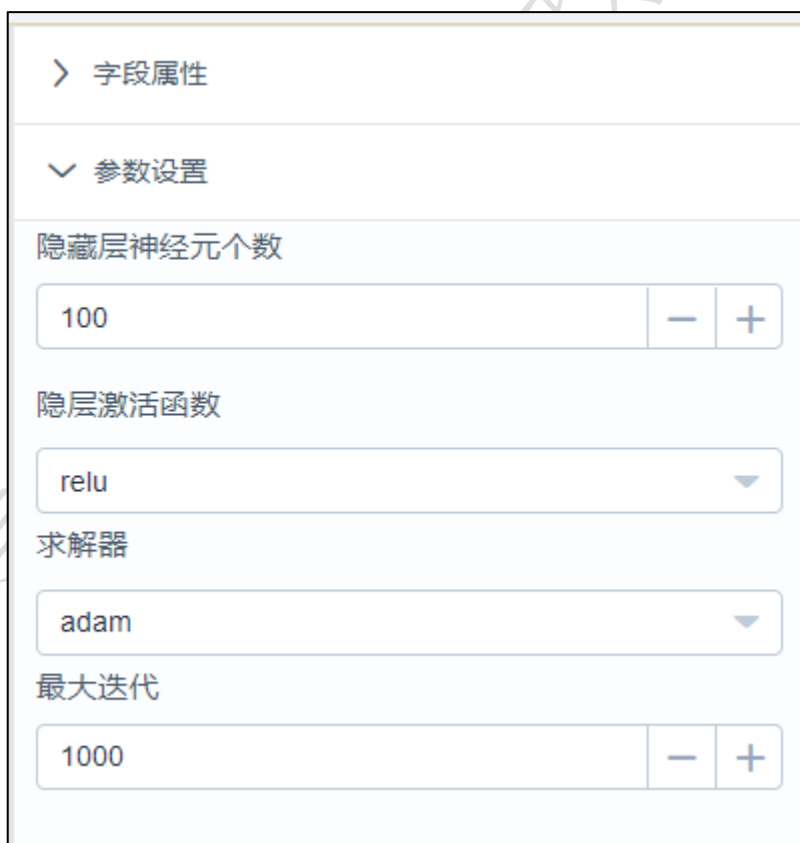 字段属性
参数设置
隐藏层神经元个数
100
隐层激活函数
relu
求解器
adam
最大迭代
1000